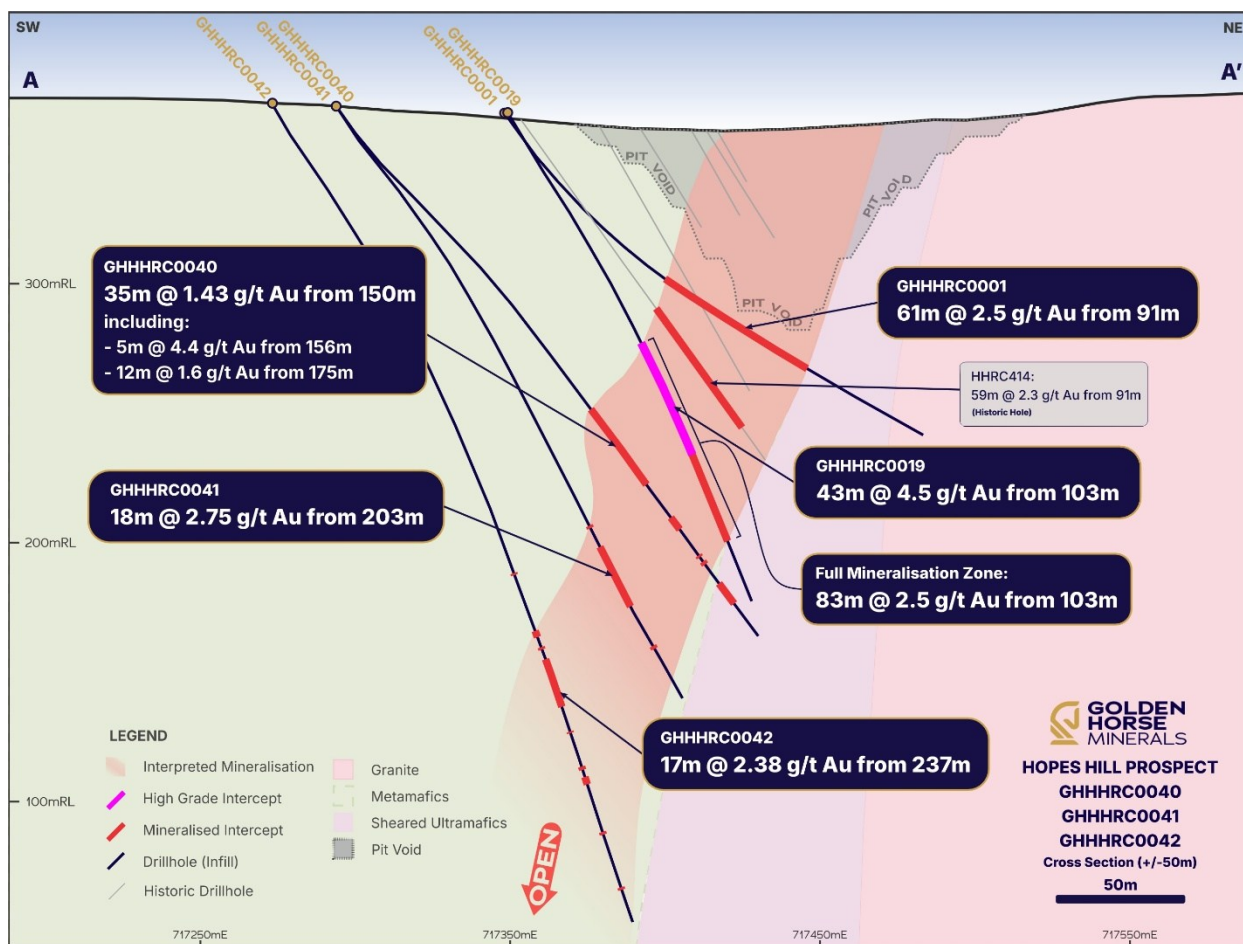 SW
NE
A
A'
GHHHRC0042
GHHHRC0040
GHHHRC0041
GHHHRC0019
GHHHRC0001
PIT VOID
PIT VOID
PIT VOID
300mRL
200mRL
100mRL
GHHHRC0040
35m @ 1.43 g/t Au from 150m
including:
- 5m @ 4.4 g/t Au from 156m
- 12m @ 1.6 g/t Au from 175m
GHHHRC0001
61m @ 2.5 g/t Au from 91m
HHRC414:
59m @ 2.3 g/t Au from 91m
(Historic Hole)
GHHHRC0019
43m @ 4.5 g/t Au from 103m
GHHHRC0041
18m @ 2.75 g/t Au from 203m
Full Mineralisation Zone:
83m @ 2.5 g/t Au from 103m
GHHHRC0042
17m @ 2.38 g/t Au from 237m
LEGEND
Interpreted Mineralisation
High Grade Intercept
Mineralised Intercept
Drillhole (Infill)
Historic Drillhole
Granite
Metamafics
Sheared Ultramafics
Pit Void
OPEN
GOLDEN
HORSE
MINERALS
HOPES HILL PROSPECT
GHHHRC0040
GHHHRC0041
GHHHRC0042
Cross Section (+/-50m)
50m
717250mE
717350mE
717450mE
717550mE